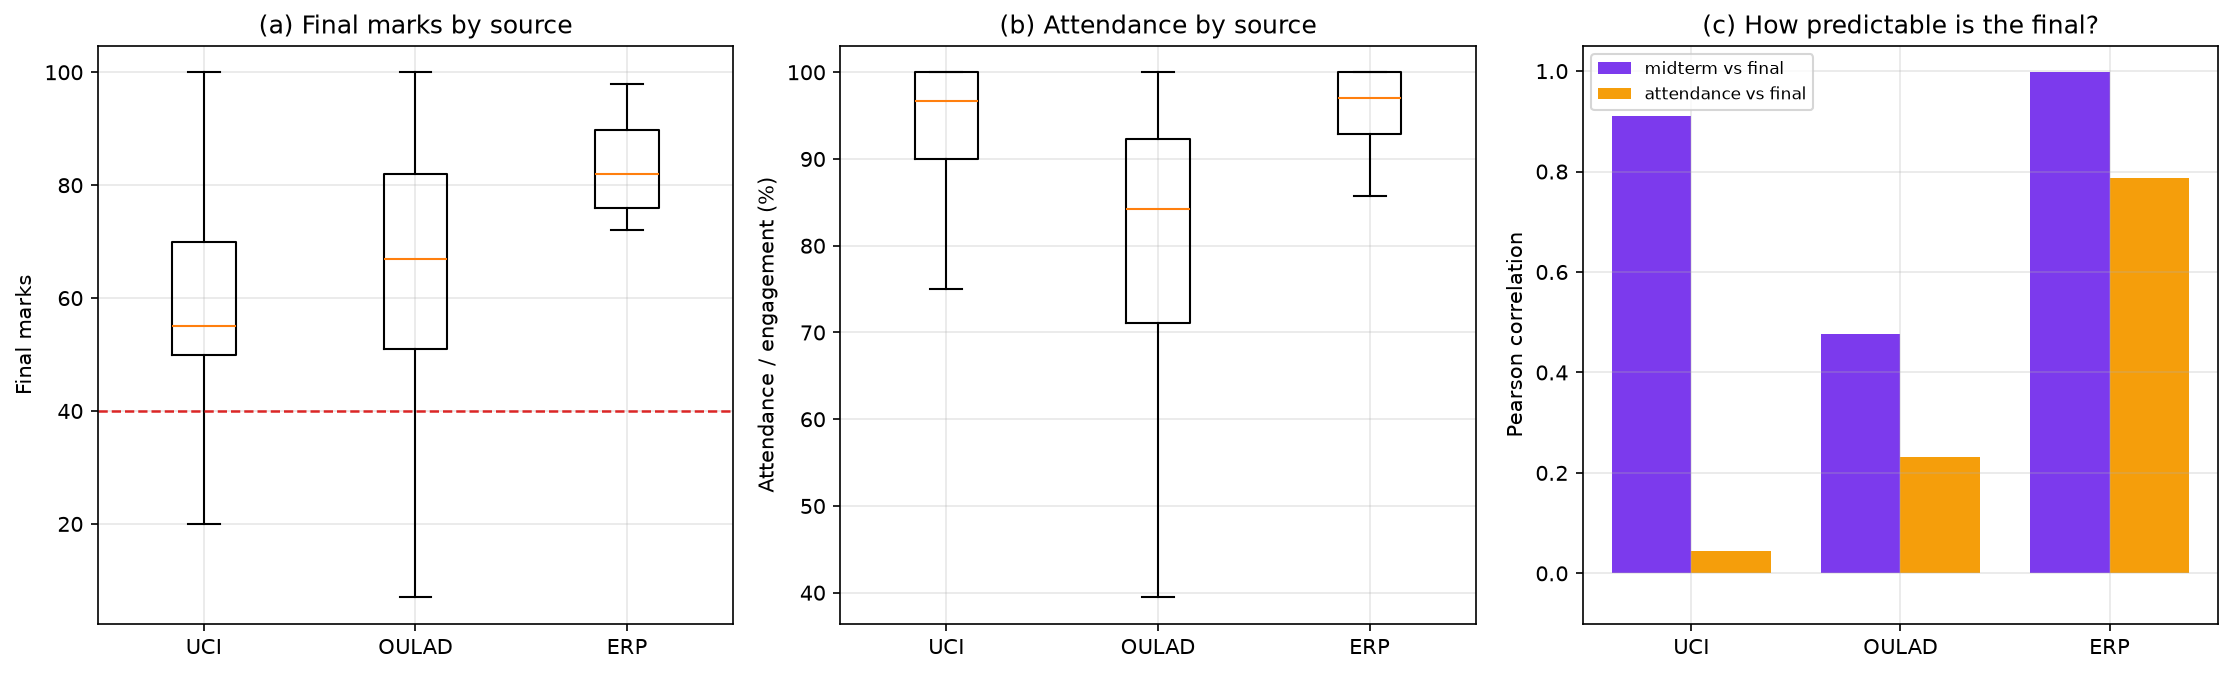 (a) Final marks by source
Final marks
100
80
60
40
20
UCI OULAD ERP
(b) Attendance by source
Attendance / engagement (%)
100
90
80
70
60
50
40
UCI OULAD ERP
(c) How predictable is the final?
midterm vs final
attendance vs final
Pearson correlation
1.0
0.8
0.6
0.4
0.2
0.0
UCI OULAD ERP